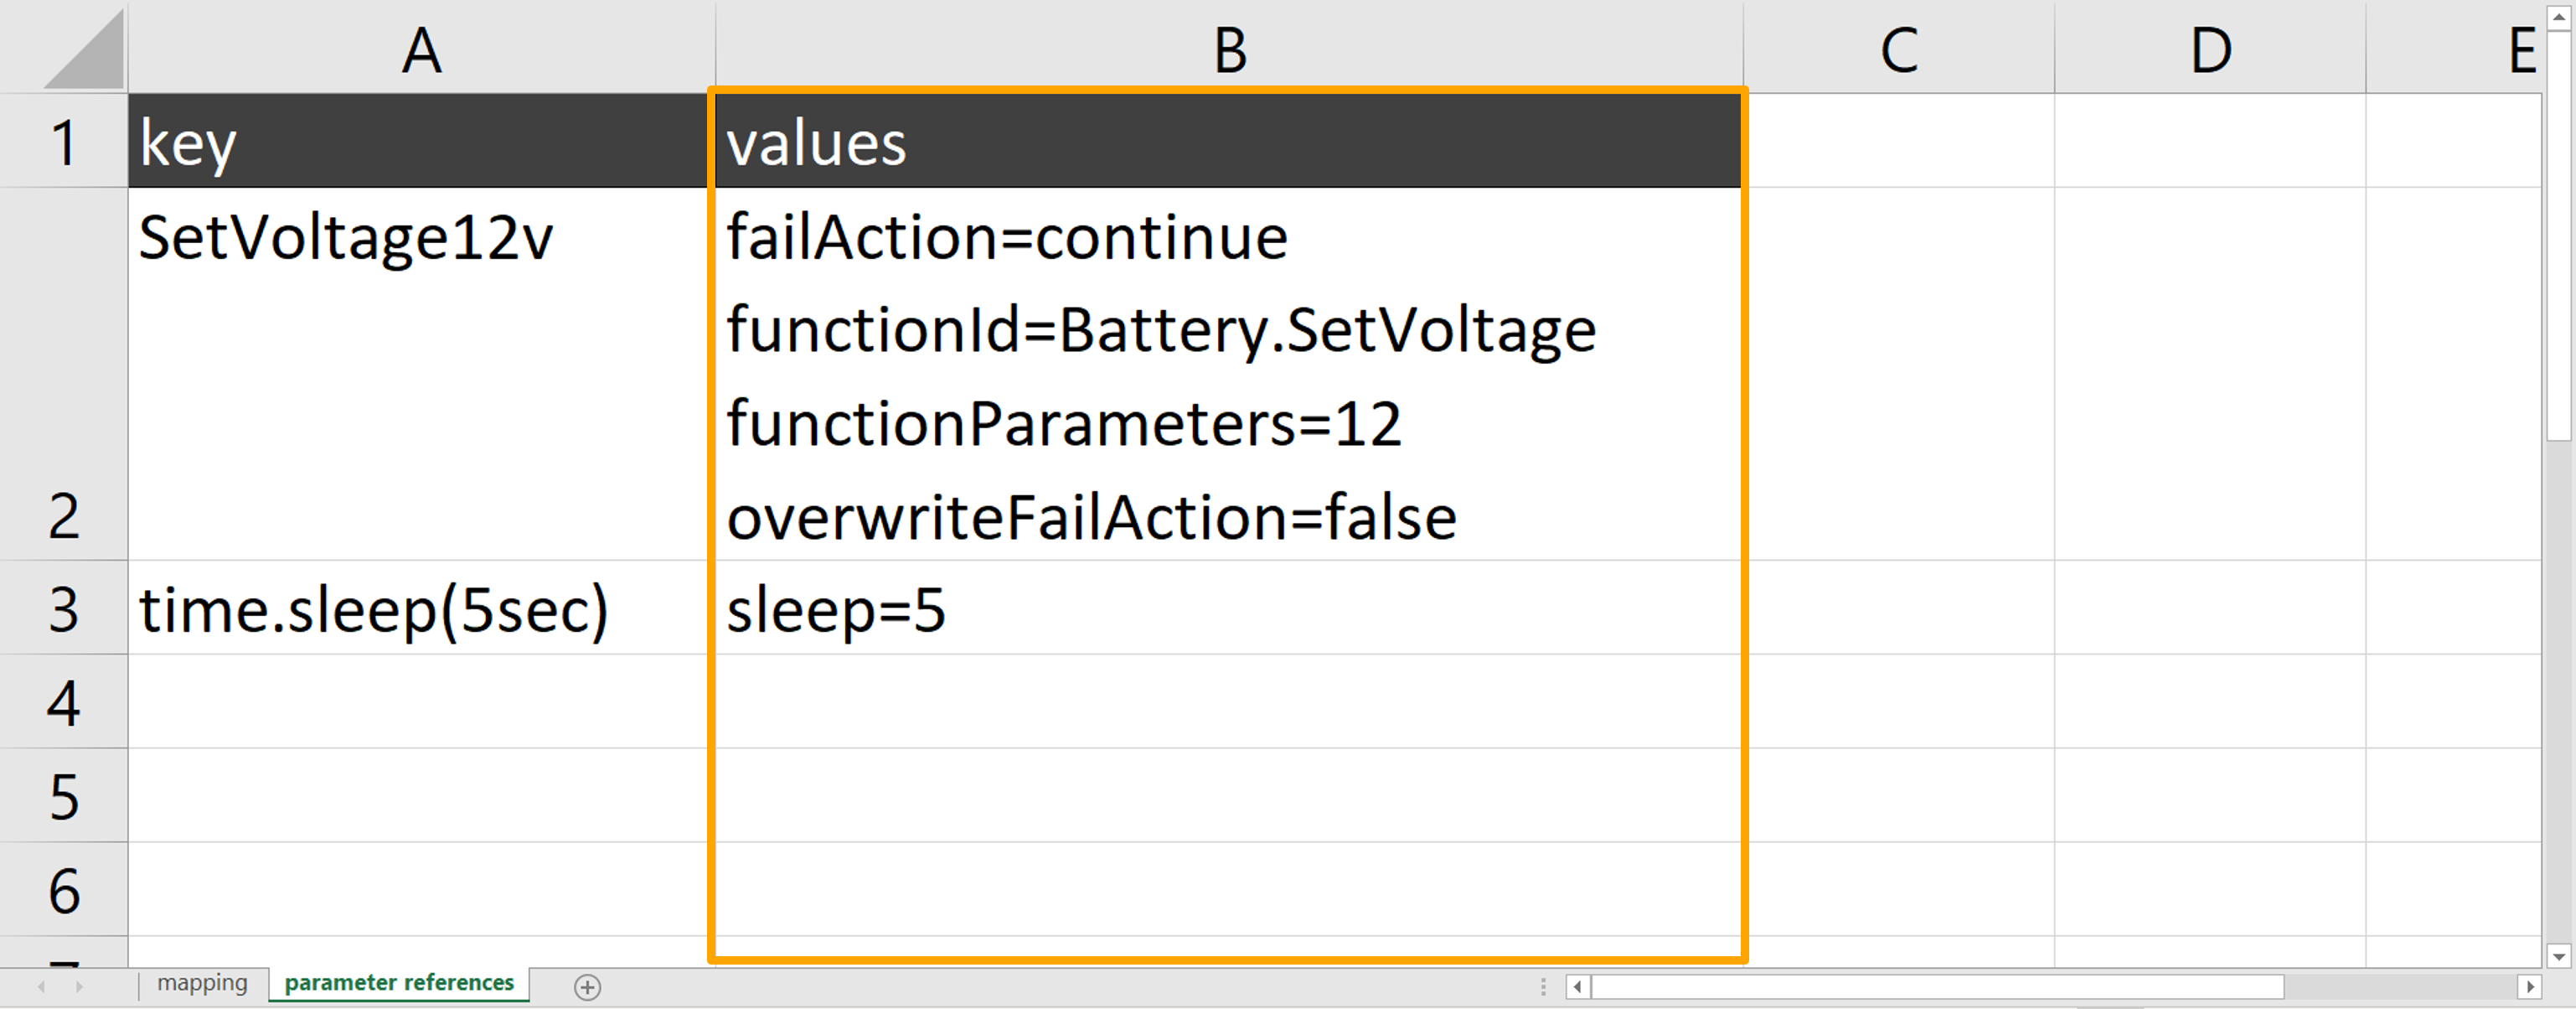 A B C D E
1 key values
SetVoltage12v failAction=continue
functionId=Battery.SetVoltage
functionParameters=12
2 overwriteFailAction=false
3 time.sleep(5sec) sleep=5
4
5
6
mapping parameter references